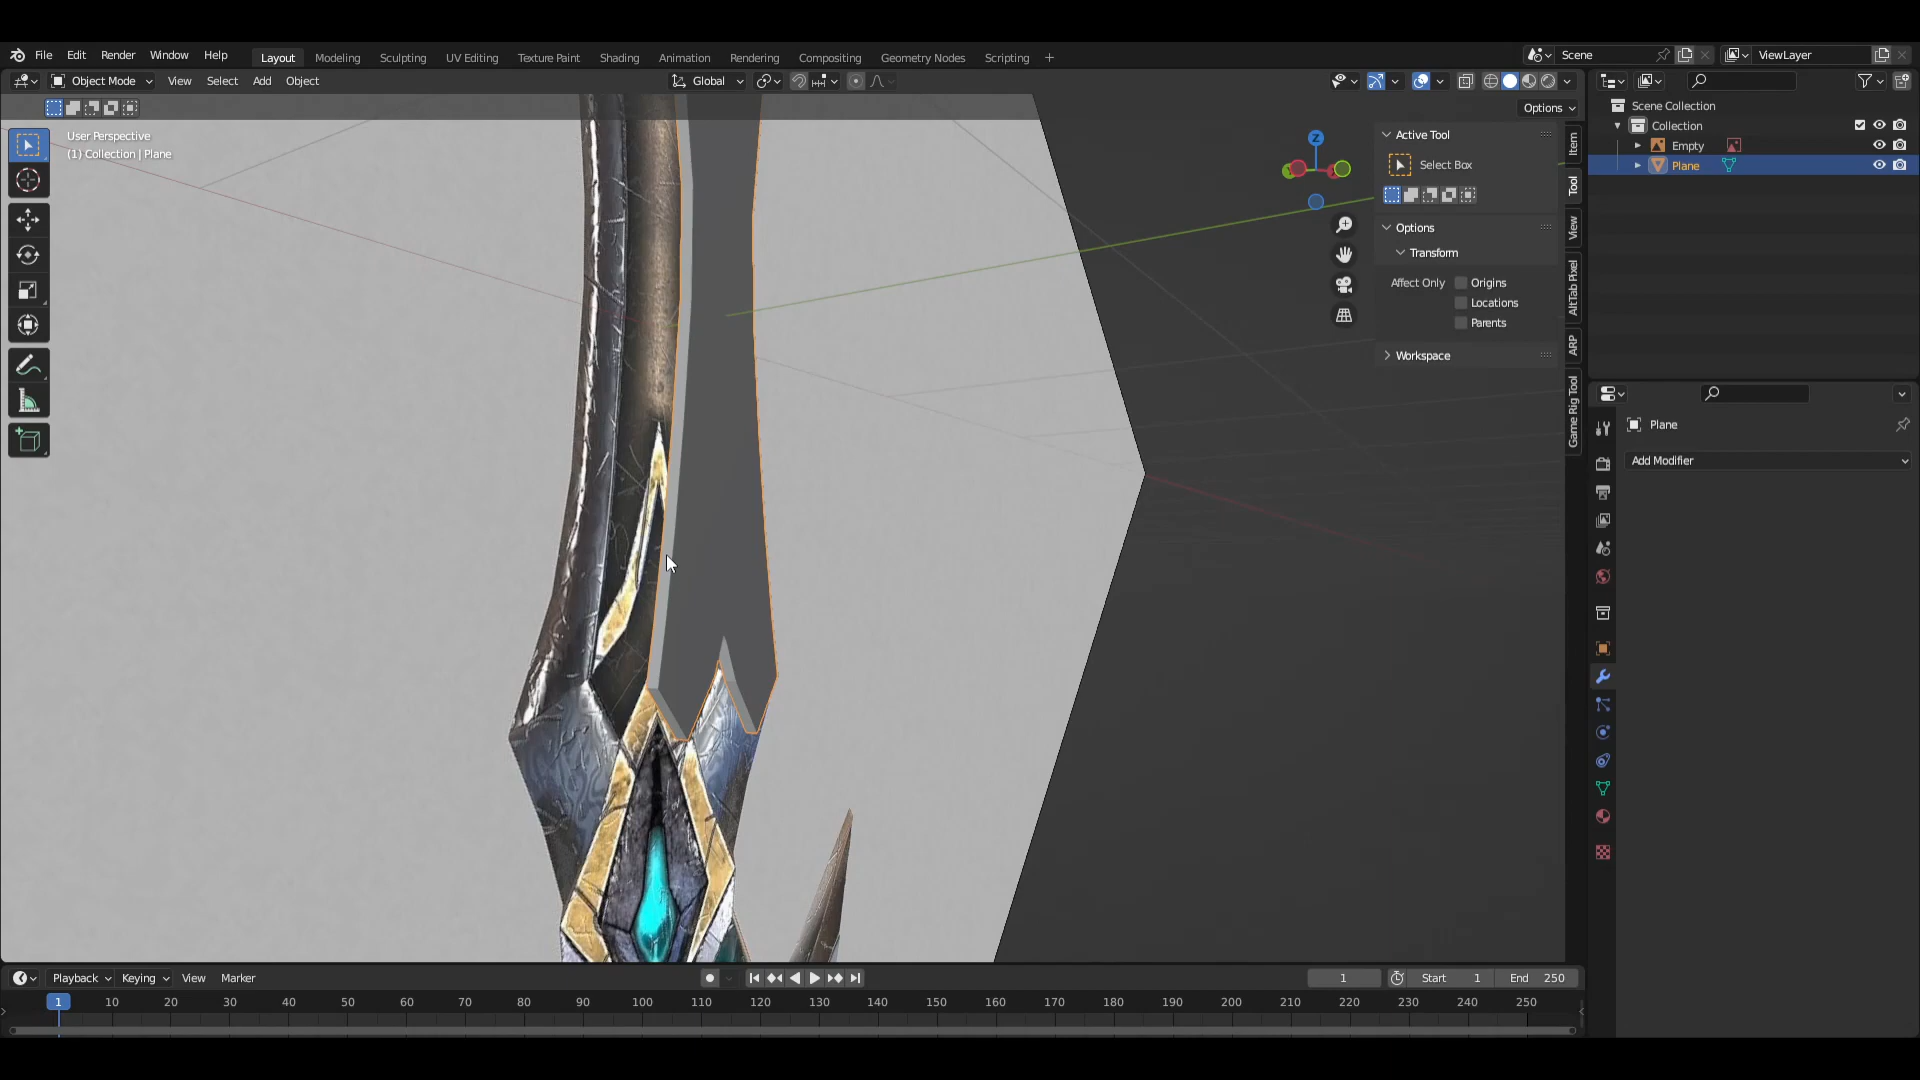 File Edit Render Window Help Layout Modeling Sculpting UV Editing Texture Paint Shading Animation Rendering Compositing Geometry Nodes Scripting + Scene ViewLayer
Object Mode View Select Add Object Global
Options
User Perspective
(1) Collection | Plane
Active Tool
Select Box
Options
Transform
Affect Only Origins
Locations
Parents
Workspace
Item
Tool
View
AltTab Pixel
ARP
Game Rig Tool
Scene Collection
Collection
Empty
Plane
Plane
Add Modifier
Z
Playback Keying View Marker 1 Start 1 End 250
1 10 20 30 40 50 60 70 80 90 100 110 120 130 140 150 160 170 180 190 200 210 220 230 240 250